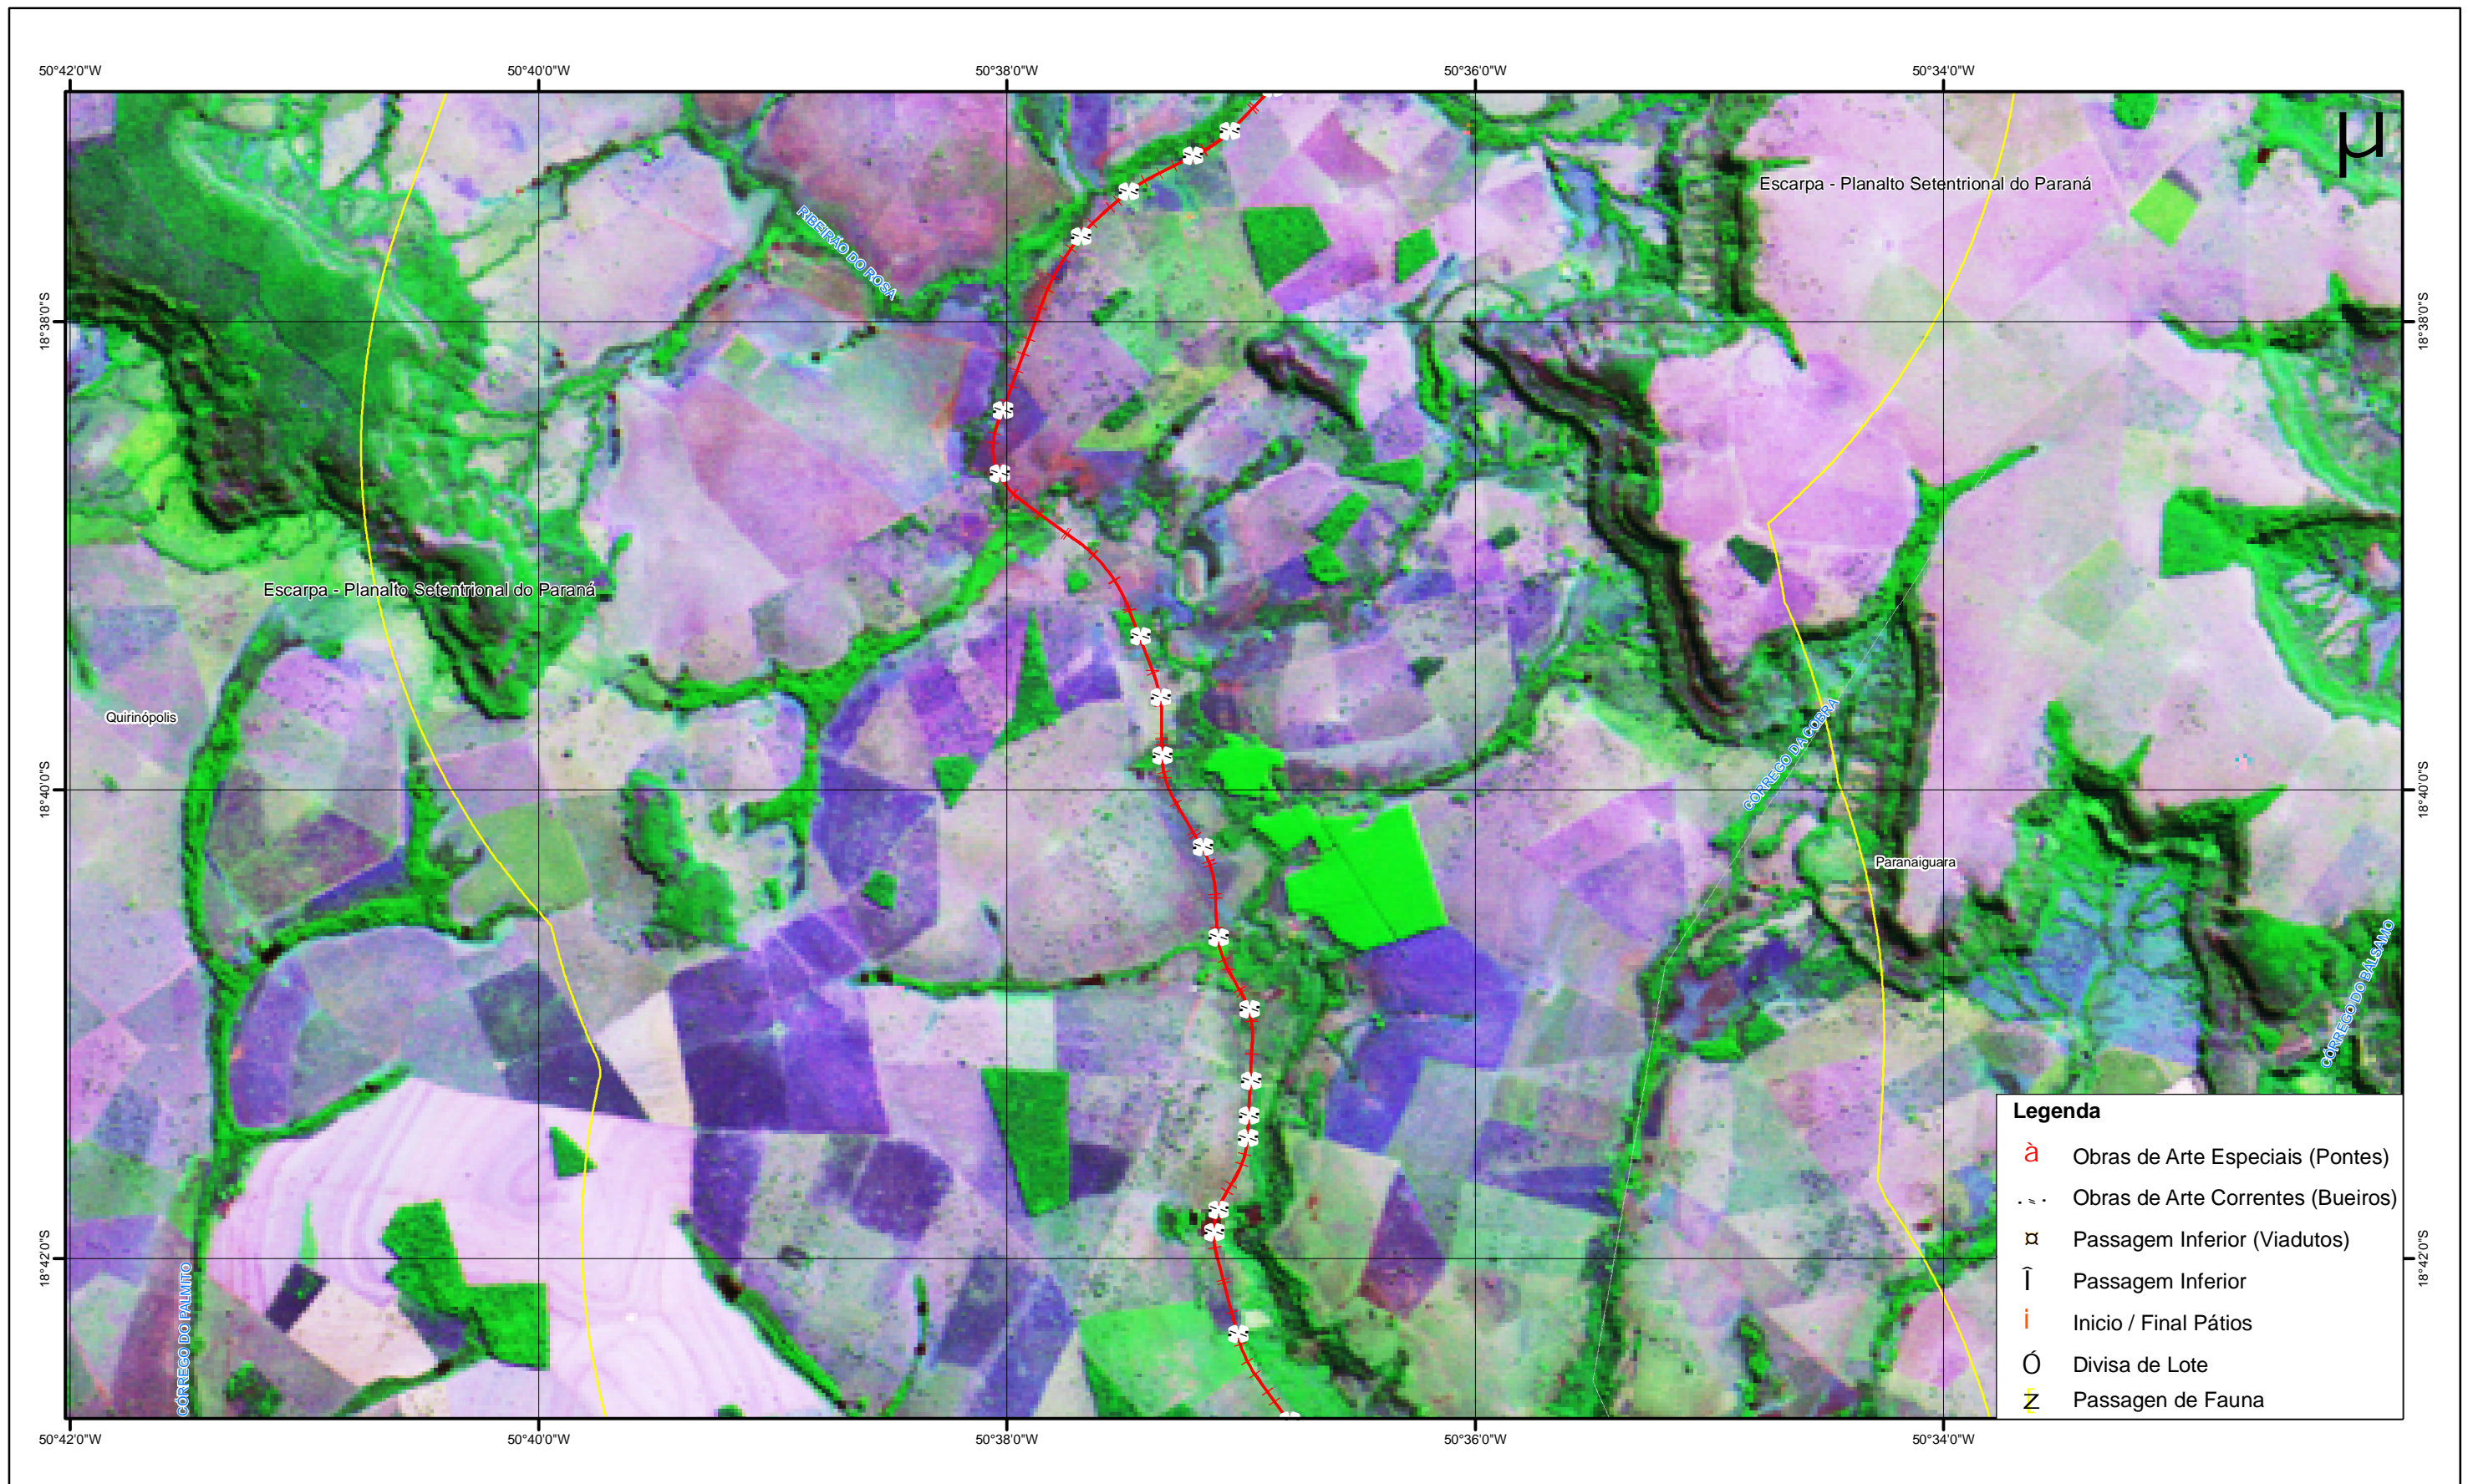 50°42'0"W
50°40'0"W
50°38'0"W
50°36'0"W
50°34'0"W
µ
Escarpa - Planalto Setentrional do Paraná
RIBEIRÃO DO ROSA
18°38'0"S
18°38'0"S
Escarpa - Planalto Setentrional do Paraná
Quirinópolis
CÓRREGO DA COBRA
18°40'0"S
18°40'0"S
Paranaiguara
CÓRREGO DO BÁLSAMO
Legenda
à Obras de Arte Especiais (Pontes)
Obras de Arte Correntes (Bueiros)
¤ Passagem Inferior (Viadutos)
Î Passagem Inferior
i Inicio / Final Pátios
Ó Divisa de Lote
Z Passagen de Fauna
18°42'0"S
18°42'0"S
CÓRREGO DO PALMITO
50°42'0"W
50°40'0"W
50°38'0"W
50°36'0"W
50°34'0"W